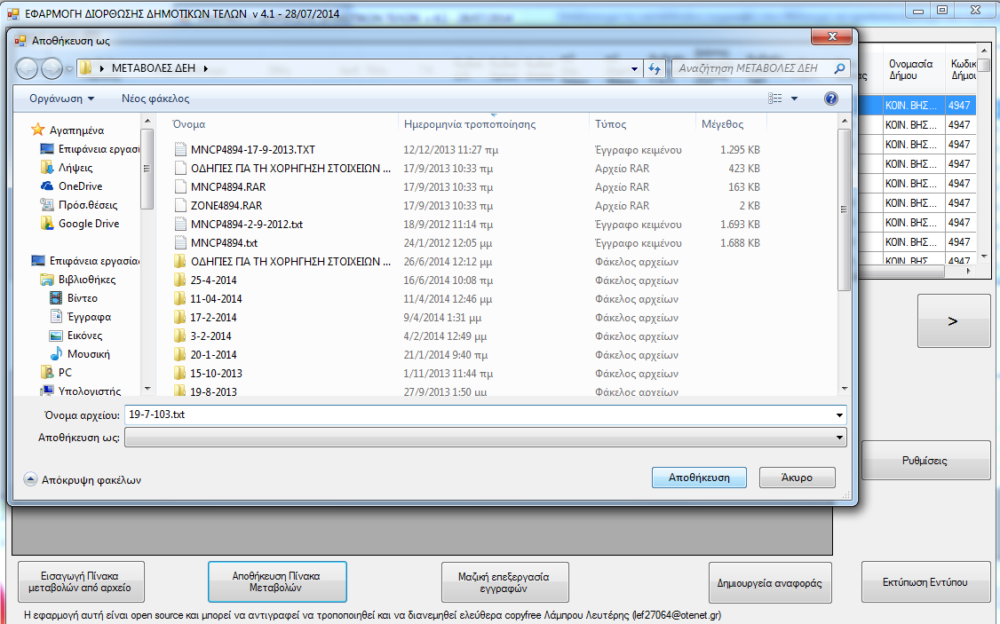 ΕΦΑΡΜΟΓΗ ΔΙΟΡΘΩΣΗΣ ΔΗΜΟΤΙΚΩΝ ΤΕΛΩΝ v 4.1 - 28/07/2014
Αποθήκευση ως
ΜΕΤΑΒΟΛΕΣ ΔΕΗ
Αναζήτηση ΜΕΤΑΒΟΛΕΣ ΔΕΗ
Οργάνωση
Νέος φάκελος
Αγαπημένα
Επιφάνεια εργασί
Λήψεις
OneDrive
Πρόσ.θέσεις
Google Drive
Επιφάνεια εργασία
Βιβλιοθήκες
Βίντεο
Έγγραφα
Εικόνες
Μουσική
PC
Υπολογιστής
Όνομα Ημερομηνία τροποποίησης Τύπος Μέγεθος
MNCP4894-17-9-2013.TXT 12/12/2013 11:27 πμ Έγγραφο κειμένου 1.295 KB
ΟΔΗΓΙΕΣ ΓΙΑ ΤΗ ΧΟΡΗΓΗΣΗ ΣΤΟΙΧΕΙΩΝ ... 17/9/2013 10:33 πμ Αρχείο RAR 423 KB
MNCP4894.RAR 17/9/2013 10:33 πμ Αρχείο RAR 163 KB
ZONE4894.RAR 17/9/2013 10:33 πμ Αρχείο RAR 2 KB
MNCP4894-2-9-2012.txt 18/9/2012 11:14 πμ Έγγραφο κειμένου 1.693 KB
MNCP4894.txt 24/1/2012 12:05 μμ Έγγραφο κειμένου 1.688 KB
ΟΔΗΓΙΕΣ ΓΙΑ ΤΗ ΧΟΡΗΓΗΣΗ ΣΤΟΙΧΕΙΩΝ ... 26/6/2014 12:12 μμ Φάκελος αρχείων
25-4-2014 16/6/2014 10:08 πμ Φάκελος αρχείων
11-04-2014 11/4/2014 12:46 μμ Φάκελος αρχείων
17-2-2014 9/4/2014 1:31 μμ Φάκελος αρχείων
3-2-2014 4/2/2014 12:49 μμ Φάκελος αρχείων
20-1-2014 21/1/2014 9:40 πμ Φάκελος αρχείων
15-10-2013 1/11/2013 11:44 πμ Φάκελος αρχείων
19-8-2013 27/9/2013 1:50 μμ Φάκελος αρχείων
Όνομα αρχείου: 19-7-103.txt
Αποθήκευση ως:
Απόκρυψη φακέλων
Αποθήκευση
Άκυρο
ας
Ονομασία Δήμου
Κωδικ Δήμου
ΚΟΙΝ. ΒΗΣ... 4947
ΚΟΙΝ. ΒΗΣ... 4947
ΚΟΙΝ. ΒΗΣ... 4947
ΚΟΙΝ. ΒΗΣ... 4947
ΚΟΙΝ. ΒΗΣ... 4947
ΚΟΙΝ. ΒΗΣ... 4947
ΚΟΙΝ. ΒΗΣ... 4947
ΚΟΙΝ. ΒΗΣ... 4947
ΚΟΙΝ. ΒΗΣ... 4947
>
Ρυθμίσεις
Εισαγωγή Πίνακα
μεταβολών από αρχείο
Αποθήκευση Πίνακα
Μεταβολών
Μαζική επεξεργασία
εγγραφών
Δημιουργεία αναφοράς
Εκτύπωση Εντύπου
Η εφαρμογή αυτή είναι open source και μπορεί να αντιγραφεί να τροποποιηθεί και να διανεμηθεί ελεύθερα copyfree Λάμπρου Λευτέρης (lef27064@otenet.gr)